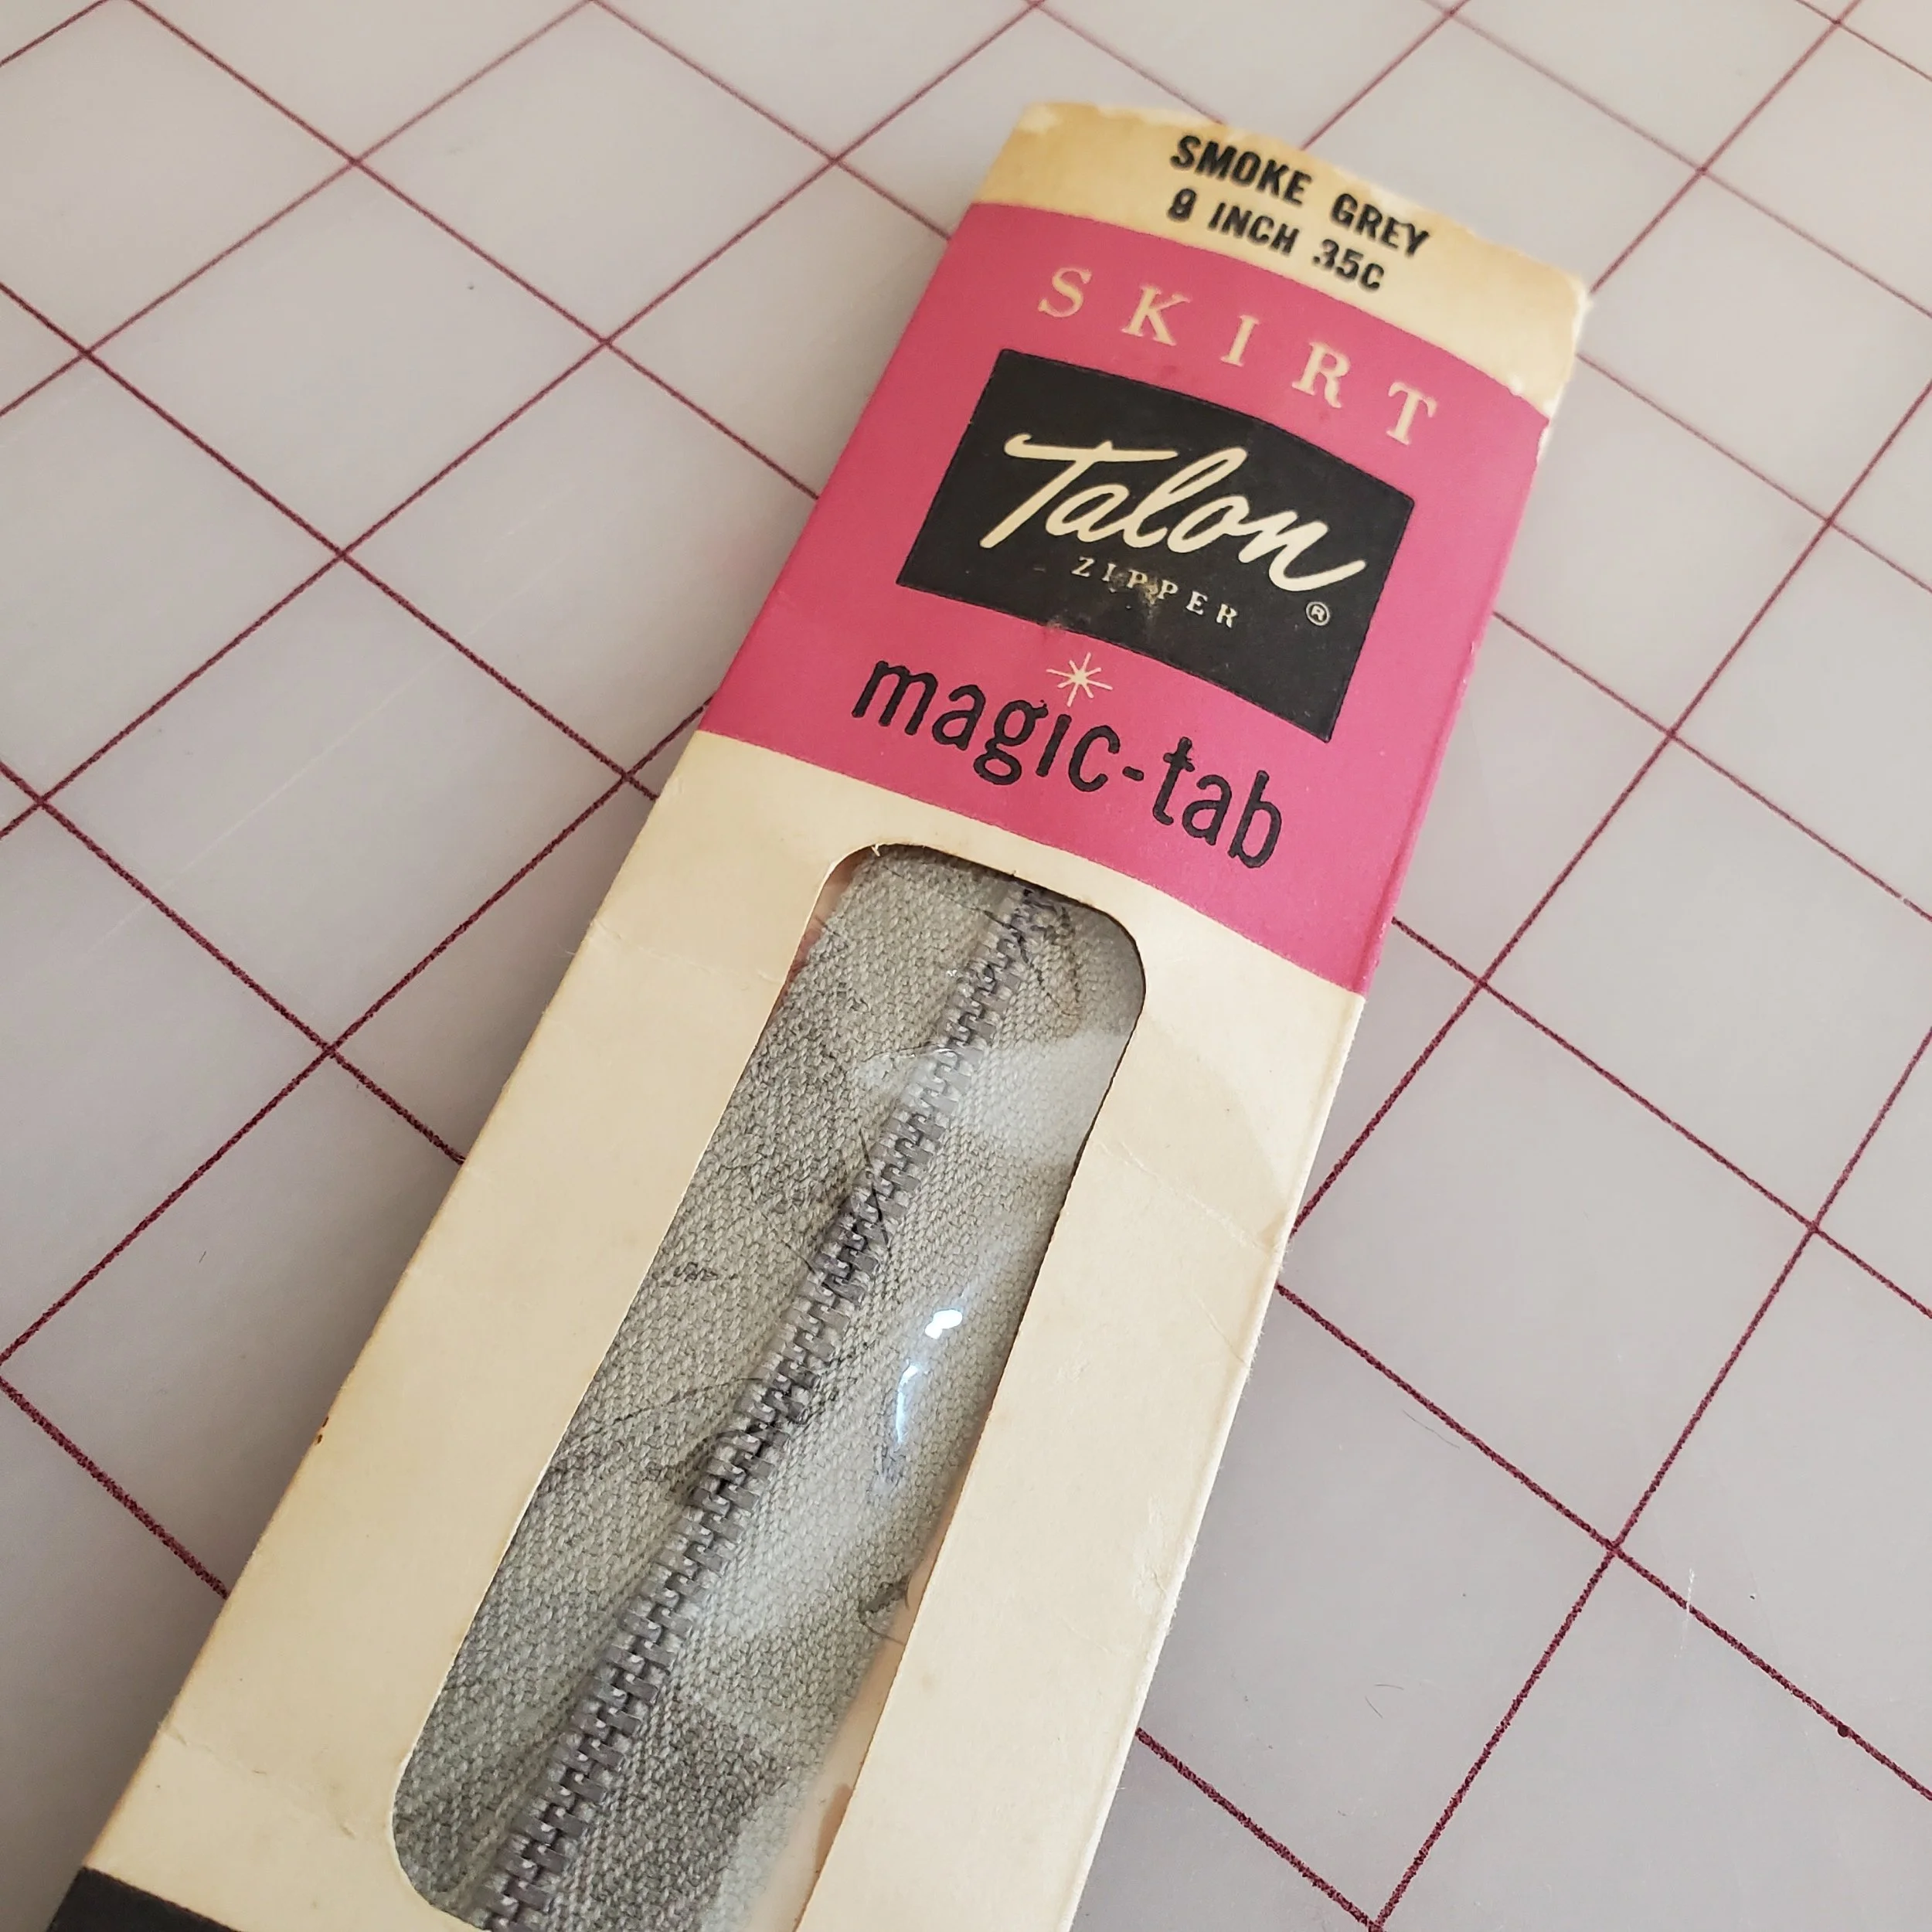 SMOKE GREY
9 INCH 35C
SKIRT
Talon
ZIPPER ®
magic-tab